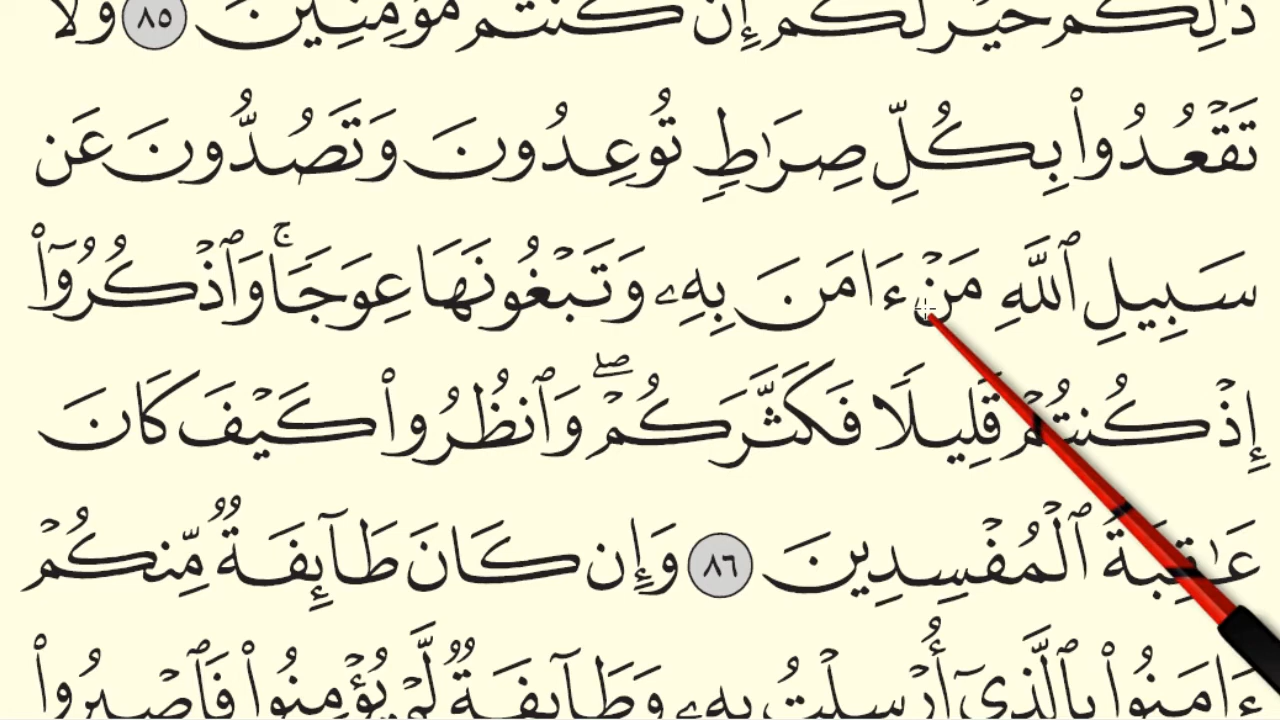 ذَٰلِكُمْ خَيْرٌ لَّكُمْ إِن كُنتُم مُّؤْمِنِينَ ٨٥ وَلَا
تَقْعُدُوا۟ بِكُلِّ صِرَٰطٍ تُوعِدُونَ وَتَصُدُّونَ عَن
سَبِيلِ ٱللَّهِ مَنْ ءَامَنَ بِهِۦ وَتَبْغُونَهَا عِوَجًا ۚ وَٱذْكُرُوٓا۟
إِذْ كُنتُمْ قَلِيلًا فَكَثَّرَكُمْ ۖ وَٱنظُرُوا۟ كَيْفَ كَانَ
عَٰقِبَةُ ٱلْمُفْسِدِينَ ٨٦ وَإِن كَانَ طَآئِفَةٌ مِّنكُمْ
ءَامَنُوا۟ بِٱلَّذِىٓ أُرْسِلْتُ بِهِۦ وَطَآئِفَةٌ لَّمْ يُؤْمِنُوا۟ فَٱصْبِرُوا۟